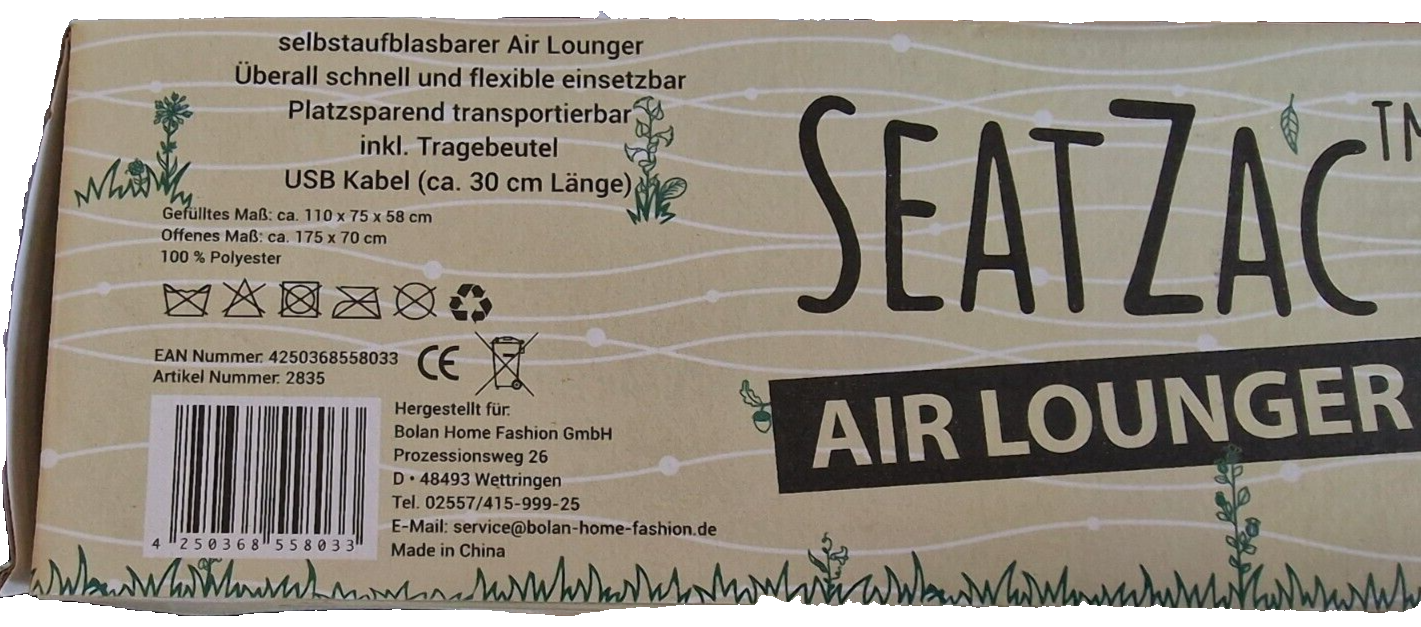 selbstaufblasbarer Air Lounger
Überall schnell und flexible einsetzbar
Platzsparend transportierbar
inkl. Tragebeutel
USB Kabel (ca. 30 cm Länge)
Gefülltes Maß: ca. 110 x 75 x 58 cm
Offenes Maß: ca. 175 x 70 cm
100 % Polyester
EAN Nummer: 4250368558033
Artikel Nummer: 2835
CE
4 250368 558033
Hergestellt für:
Bolan Home Fashion GmbH
Prozessionsweg 26
D • 48493 Wettringen
Tel. 02557/415-999-25
E-Mail: service@bolan-home-fashion.de
Made in China
SEATZAC™
AIR LOUNGER